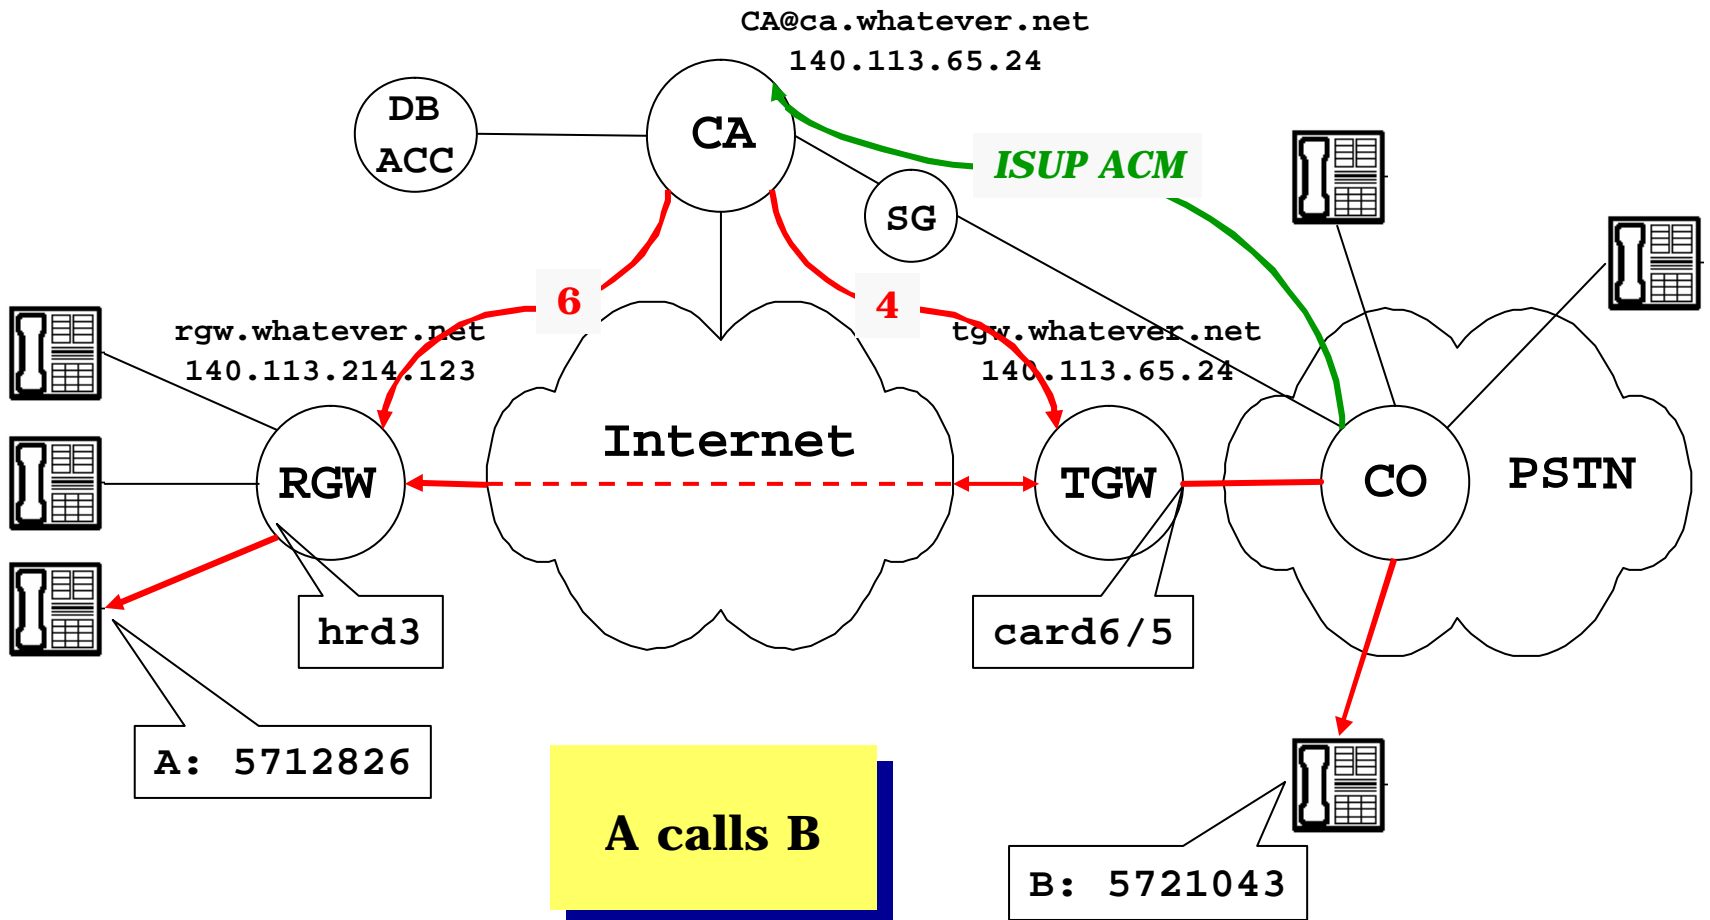 CA@ca.whatever.net
140.113.65.24
DB
ACC
CA
ISUP ACM
SG
6
4
rgw.whatever.net
140.113.214.123
tgw.whatever.net
140.113.65.24
Internet
RGW
TGW
CO
PSTN
hrd3
card6/5
A: 5712826
A calls B
B: 5721043